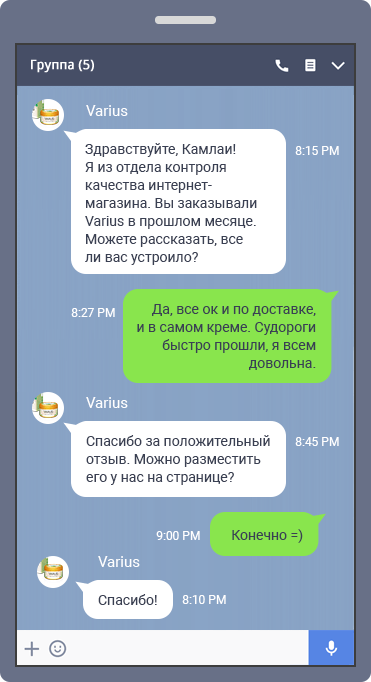 Группа (5)
Varius
Здравствуйте, Камлаи!
Я из отдела контроля
качества интернет-
магазина. Вы заказывали
Varius в прошлом месяце.
Можете рассказать, все
ли вас устроило?
8:15 PM
8:27 PM
Да, все ок и по доставке,
и в самом креме. Судороги
быстро прошли, я всем
довольна.
Varius
Спасибо за положительный
отзыв. Можно разместить
его у нас на странице?
8:45 PM
9:00 PM
Конечно =)
Varius
Спасибо!
8:10 PM